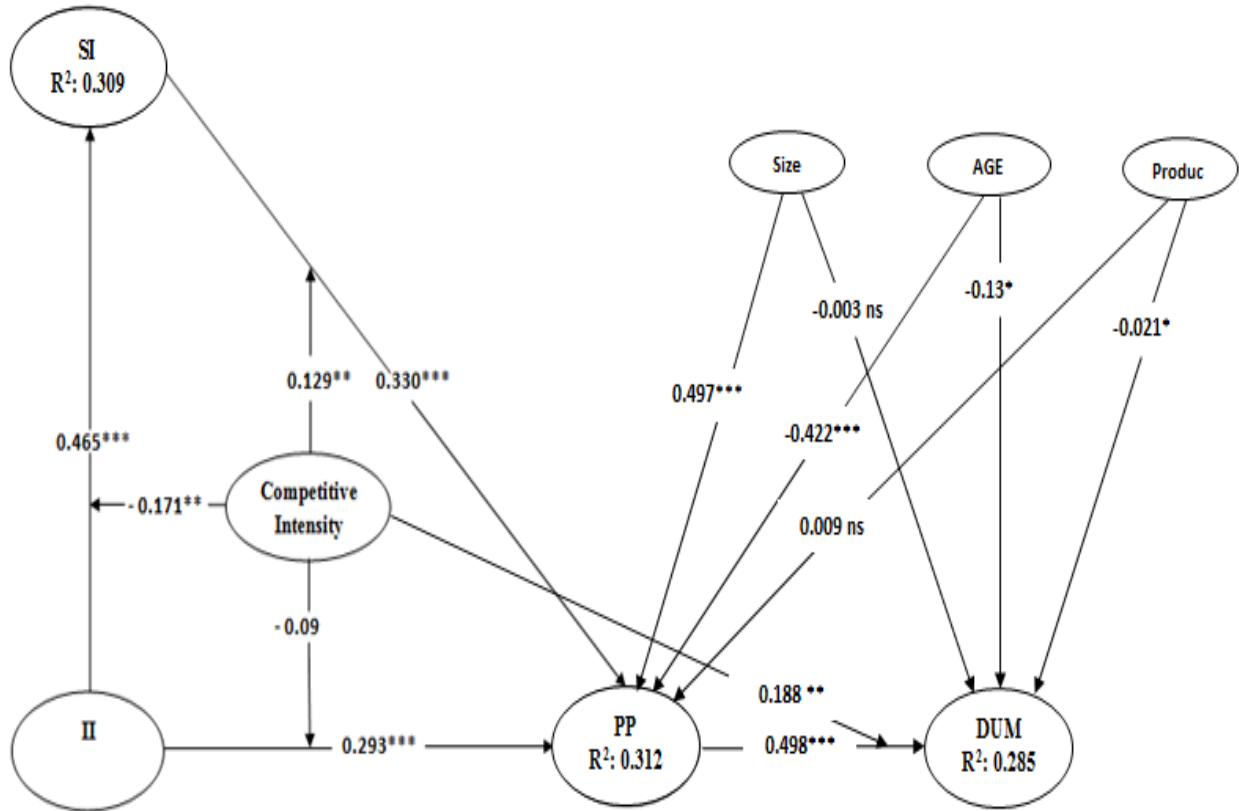 SI
R²: 0.309
Size
AGE
Produc
-0.003 ns
-0.13*
-0.021*
0.129**
0.330***
0.497***
-0.422***
0.465***
Competitive
Intensity
- 0.171**
0.009 ns
- 0.09
0.188 **
II
0.293***
PP
R²: 0.312
0.498***
DUM
R²: 0.285